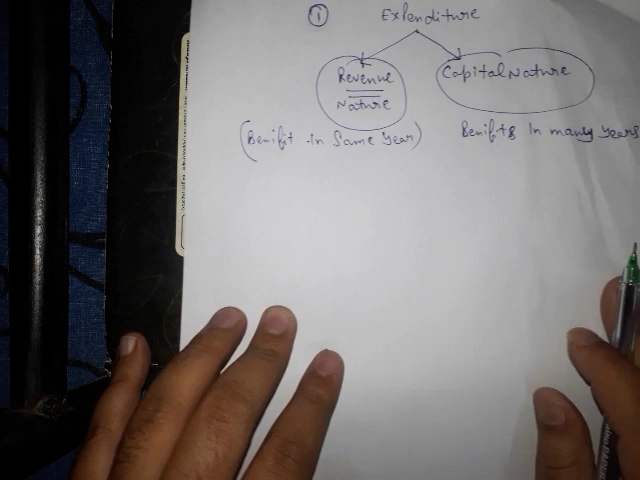 1 Expenditure
Revenue Capital Nature
Nature
(Benifit in Same Year) Benifits In many years